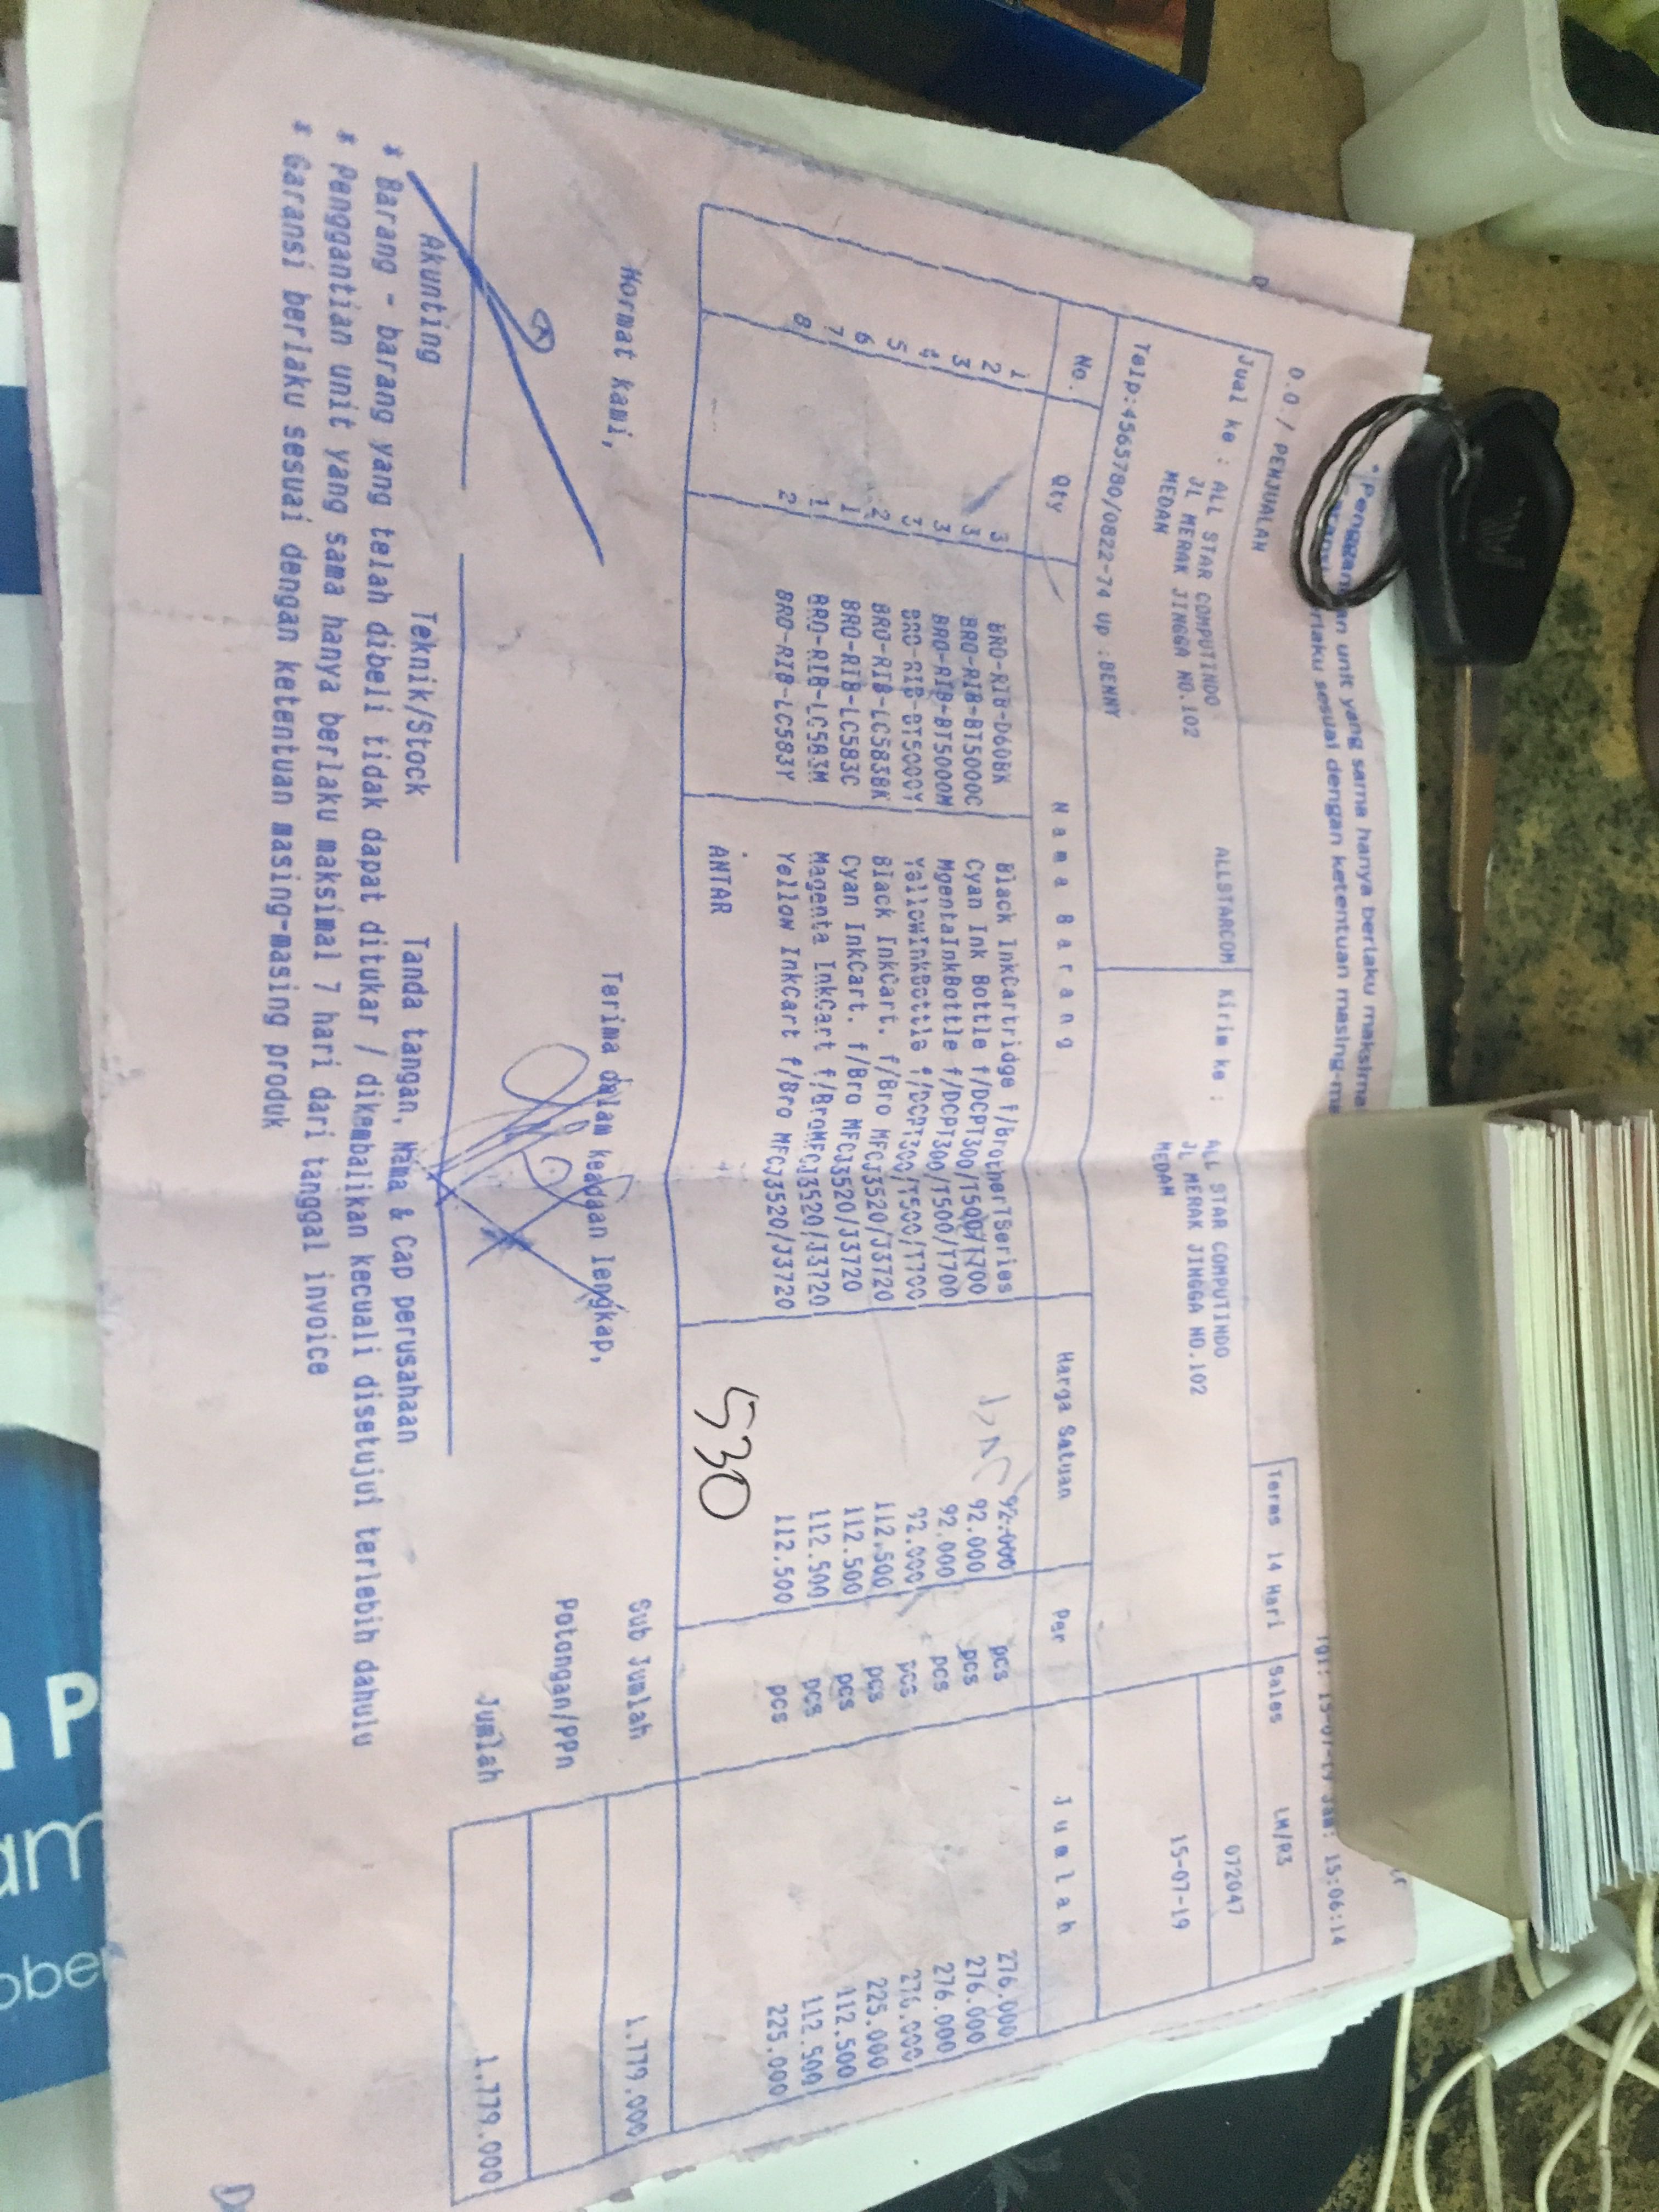 sama hanya berlaku maksimal
rlaku sesuai dengan ketentuan masing-ma
O.O./ PENJUALAN
15:06:14
Terms 14 Hari Sales LM/A3
Jual ke : ALL STAR COMPUTINDO ALLSTARCOM Kirim ke : ALL STAR COMPUTINDO 072047
JL MERAK JINGGA NO.102 JL MERAK JINGGA NO.102
MEDAN MEDAN 15-07-19
Telp:4565780/0822-74 up :BENNY
No. Qty Nama Barang Harga Satuan Per Jumlah
1 3 BRO-RIB-D60BK Black InkCartridge f/BrotherTSeries 92.000 pcs 276.000
2 3 BRO-RIB-BT5000C Cyan Ink Bottle f/DCPT300/T500/T700 92.000 pcs 276.000
3 3 BRO-RIB-BT5000M MgentaInkBottle f/DCPT300/T500/T700 92.000 pcs 276.000
4 3 BRO-RIB-BT5000Y YellowInkBottle f/DCPT300/T500/T700 92.000 pcs 276.000
5 2 BRO-RIB-LC583BK Black InkCart. f/Bro MFCJ3520/J3720 112.500 pcs 225.000
6 1 BRO-RIB-LC583C Cyan InkCart. f/Bro MFCJ3520/J3720 112.500 pcs 112.500
7 1 BRO-RIB-LC583M Magenta InkCart f/BroMFCJ3520/J3720 112.500 pcs 112.500
8 2 BRO-RIB-LC583Y Yellow InkCart f/Bro MFCJ3520/J3720 112.500 pcs 225.000
ANTAR
530
Hormat kami, Terima dalam keadaan lengkap, Sub Jumlah 1.779.000
Potongan/PPn
Jumlah 1.779.000
Akunting Teknik/Stock Tanda tangan, Nama & Cap perusahaan
* Barang - barang yang telah dibeli tidak dapat ditukar / dikembalikan kecuali disetujui terlebih dahulu
* Penggantian unit yang sama hanya berlaku maksimal 7 hari dari tanggal invoice
* Garansi berlaku sesuai dengan ketentuan masing-masing produk